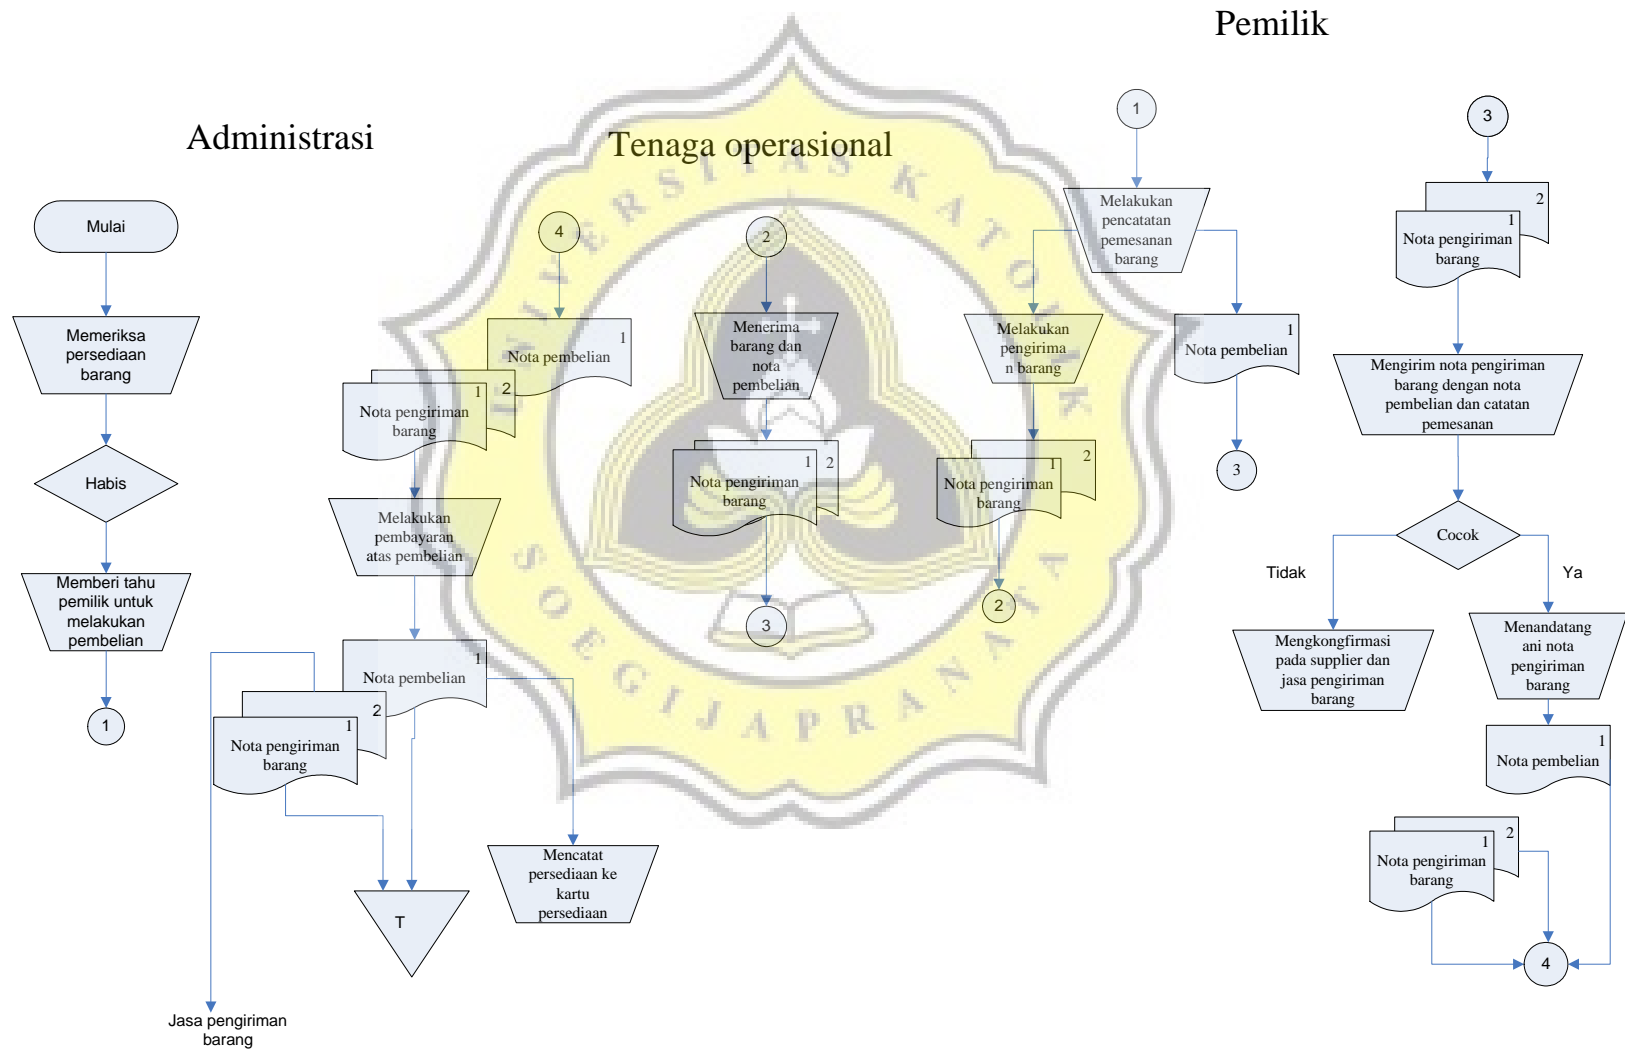 Pemilik
Administrasi
Tenaga operasional
UNIVERSITAS KATOLIK
SOEGIJAPRANATA
Mulai
Memeriksa
persediaan
barang
Habis
Memberi tahu
pemilik untuk
melakukan
pembelian
1
4
1
Nota pembelian
2
1
Nota pengiriman
barang
Melakukan
pembayaran
atas pembelian
1
Nota pembelian
2
1
Nota pengiriman
barang
T
Mencatat
persediaan ke
kartu
persediaan
Jasa pengiriman
barang
2
Menerima
barang dan
nota
pembelian
1
2
Nota pengiriman
barang
3
1
Melakukan
pencatatan
pemesanan
barang
Melakukan
pengirima
n barang
2
1
Nota pengiriman
barang
2
1
Nota pembelian
3
3
2
1
Nota pengiriman
barang
Mengirim nota pengiriman
barang dengan nota
pembelian dan catatan
pemesanan
Cocok
Tidak
Ya
Mengkongfirmasi
pada supplier dan
jasa pengiriman
barang
Menandatang
ani nota
pengiriman
barang
1
Nota pembelian
2
1
Nota pengiriman
barang
4